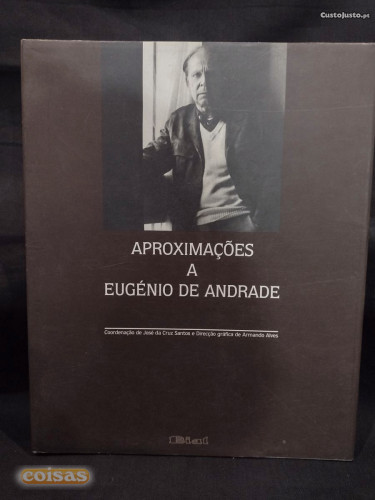 CustoJusto.pt
APROXIMAÇÕES
A
EUGÉNIO DE ANDRADE
Coordenação de José da Cruz Santos e Direcção gráfica de Armando Alves
coisas